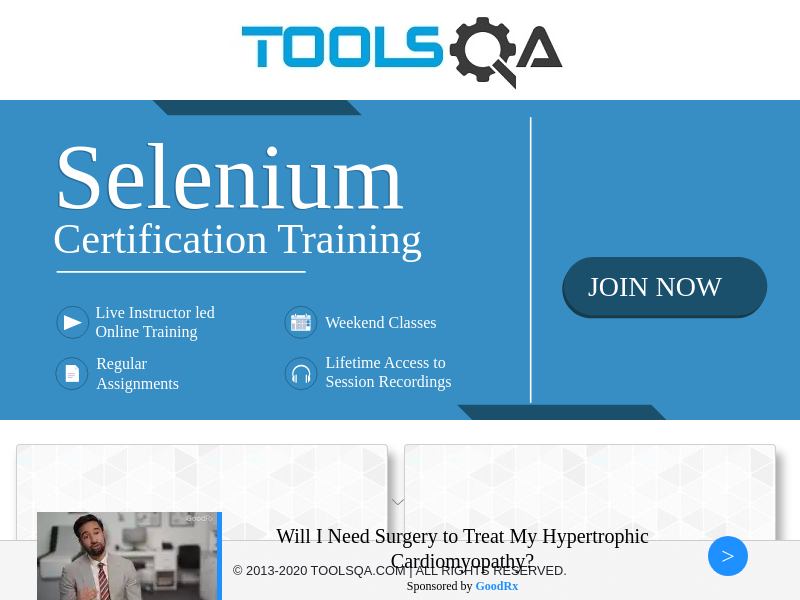 TOOLSQA
Selenium
Certification Training
JOIN NOW
Live Instructor led
Online Training
Weekend Classes
Regular
Assignments
Lifetime Access to
Session Recordings
GoodRx
Will I Need Surgery to Treat My Hypertrophic
Cardiomyopathy?
© 2013-2020 TOOLSQA.COM | ALL RIGHTS RESERVED.
Sponsored by GoodRx
>